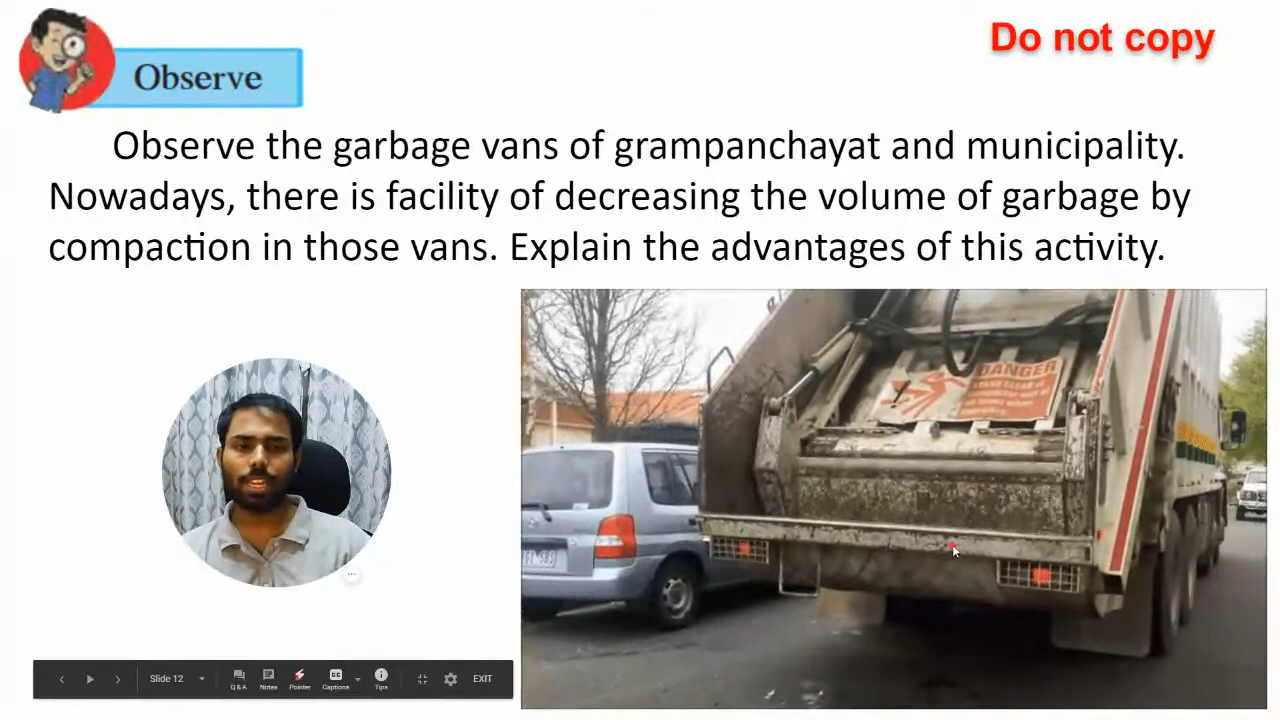 Do not copy
Observe
Observe the garbage vans of grampanchayat and municipality.
Nowadays, there is facility of decreasing the volume of garbage by
compaction in those vans. Explain the advantages of this activity.
DANGER
STAND CLEAR
Slide 12
Q&A
Notes
Pointer
Captions
Tips
EXIT